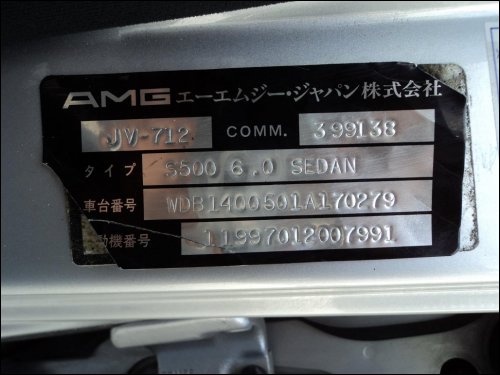 AMG エーエムジー・ジャパン株式会社
JV-712. COMM. 399138
タイプ S500 6.0 SEDAN
車台番号 WDB1400501A170279
動機番号 11997012007991